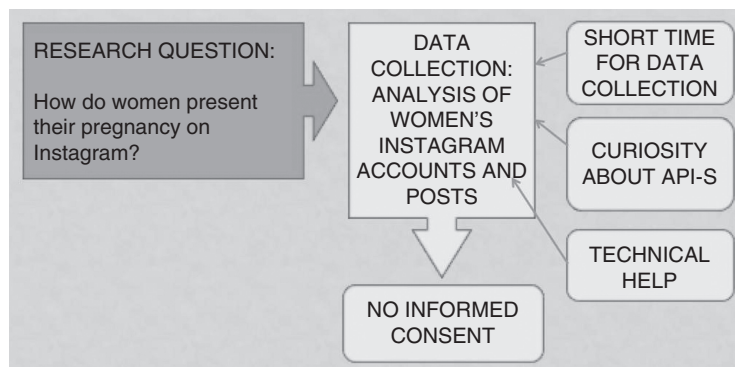 RESEARCH QUESTION:
How do women present
their pregnancy on
Instagram?
DATA
COLLECTION:
ANALYSIS OF
WOMEN'S
INSTAGRAM
ACCOUNTS AND
POSTS
SHORT TIME
FOR DATA
COLLECTION
CURIOSITY
ABOUT API-S
TECHNICAL
HELP
NO INFORMED
CONSENT